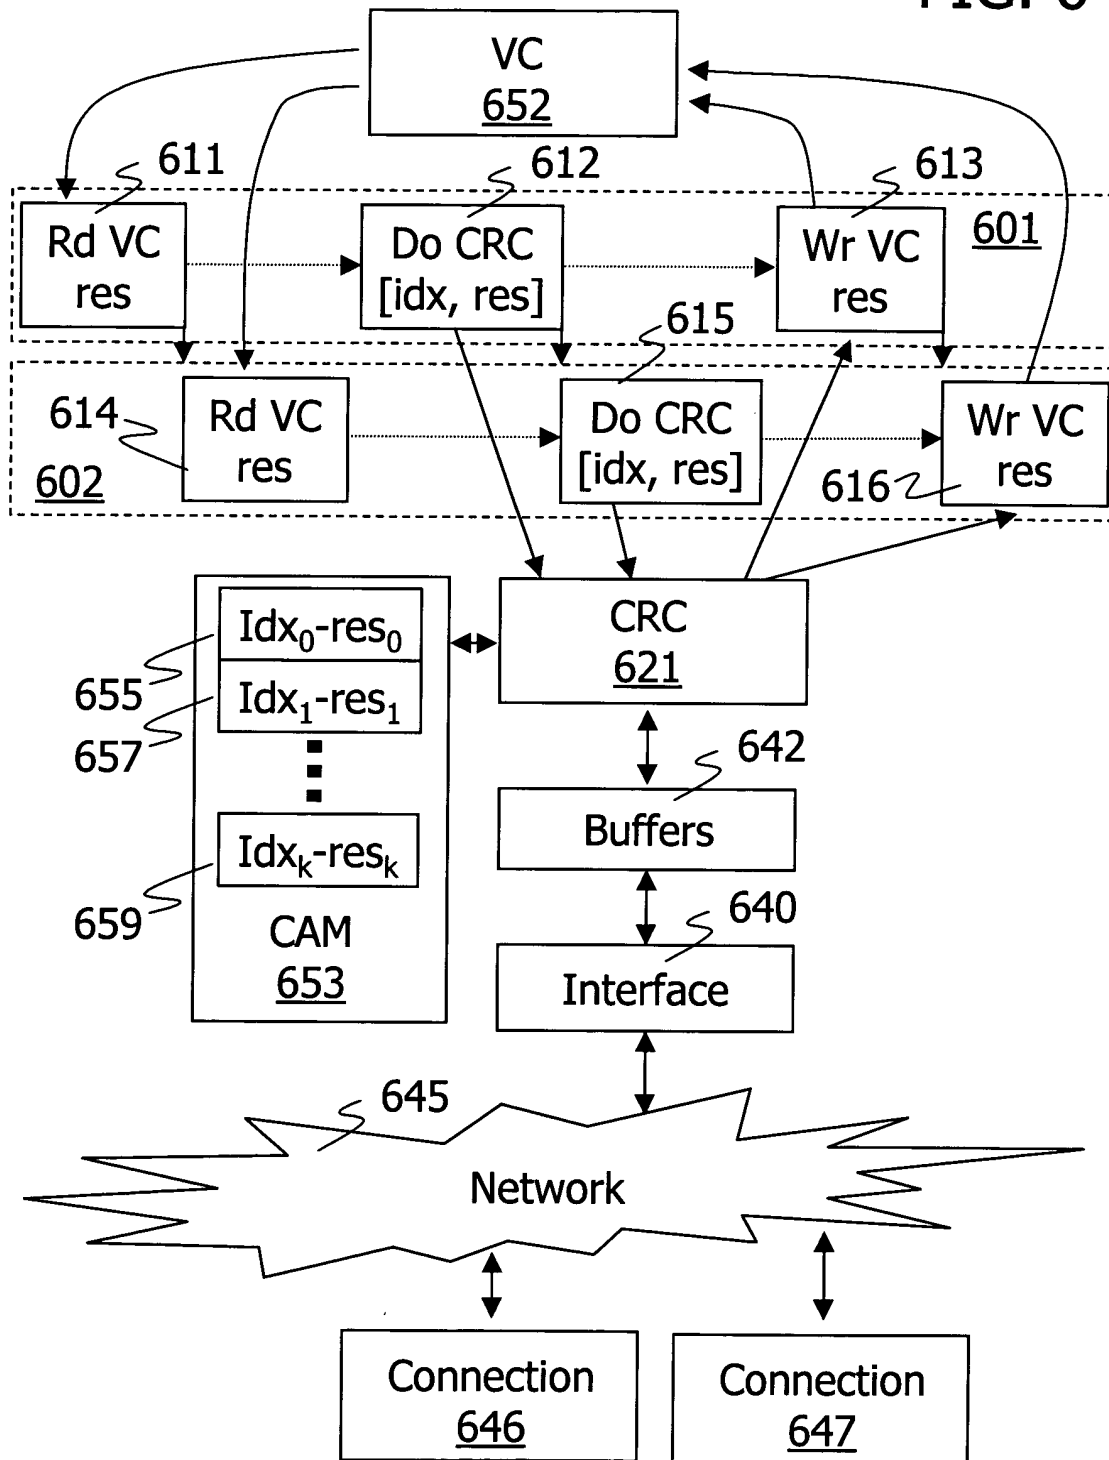 FIG. 6
VC
652
611
612
613
601
Rd VC
res
Do CRC
[idx, res]
Wr VC
res
615
614
602
Rd VC
res
Do CRC
[idx, res]
616
Wr VC
res
Idx₀-res₀
Idx₁-res₁
Idxₖ-resₖ
655
657
659
CAM
653
CRC
621
642
Buffers
640
Interface
645
Network
Connection
646
Connection
647